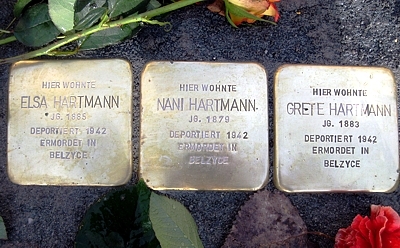 HIER WOHNTE
ELSA HARTMANN
JG. 1885
DEPORTIERT 1942
ERMORDET IN
BELZYCE
HIER WOHNTE
NANI HARTMANN
JG. 1879
DEPORTIERT 1942
ERMORDET IN
BELZYCE
HIER WOHNTE
GRETE HARTMANN
JG. 1883
DEPORTIERT 1942
ERMORDET IN
BELZYCE